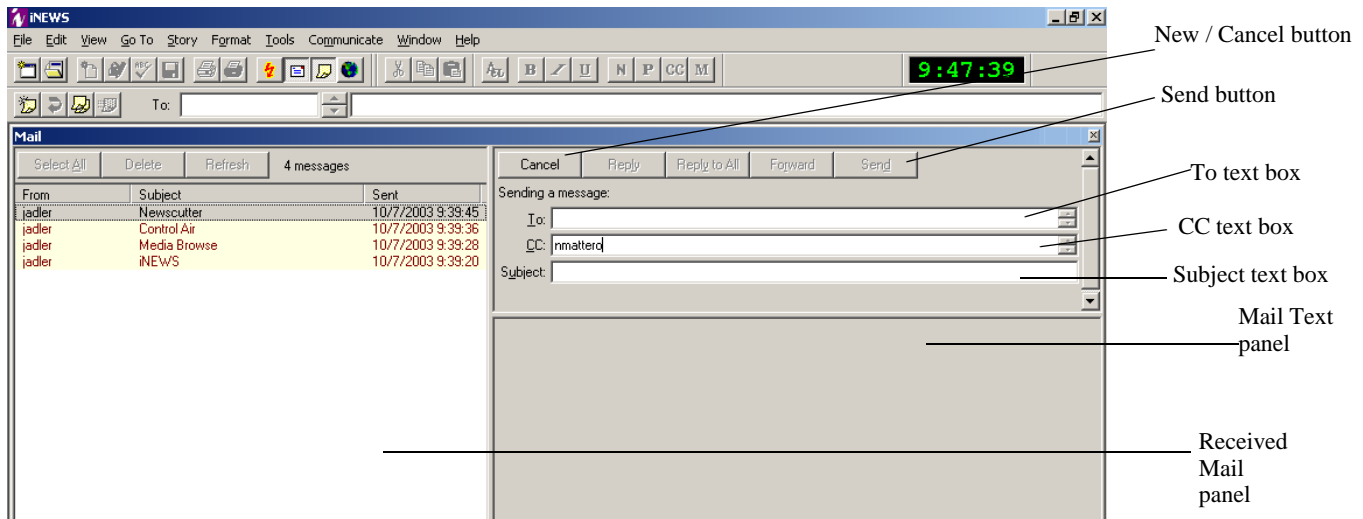 iNEWS
File Edit View Go To Story Format Tools Communicate Window Help
ABC B I U N P CC M 9:47:39
To:
Mail
Select All Delete Refresh 4 messages
From Subject Sent
jadler Newscutter 10/7/2003 9:39:45
jadler Control Air 10/7/2003 9:39:36
jadler Media Browse 10/7/2003 9:39:28
jadler iNEWS 10/7/2003 9:39:20
Cancel Reply Reply to All Forward Send
Sending a message:
To:
CC: nmattero
Subject:
New / Cancel button
Send button
To text box
CC text box
Subject text box
Mail Text
panel
Received
Mail
panel